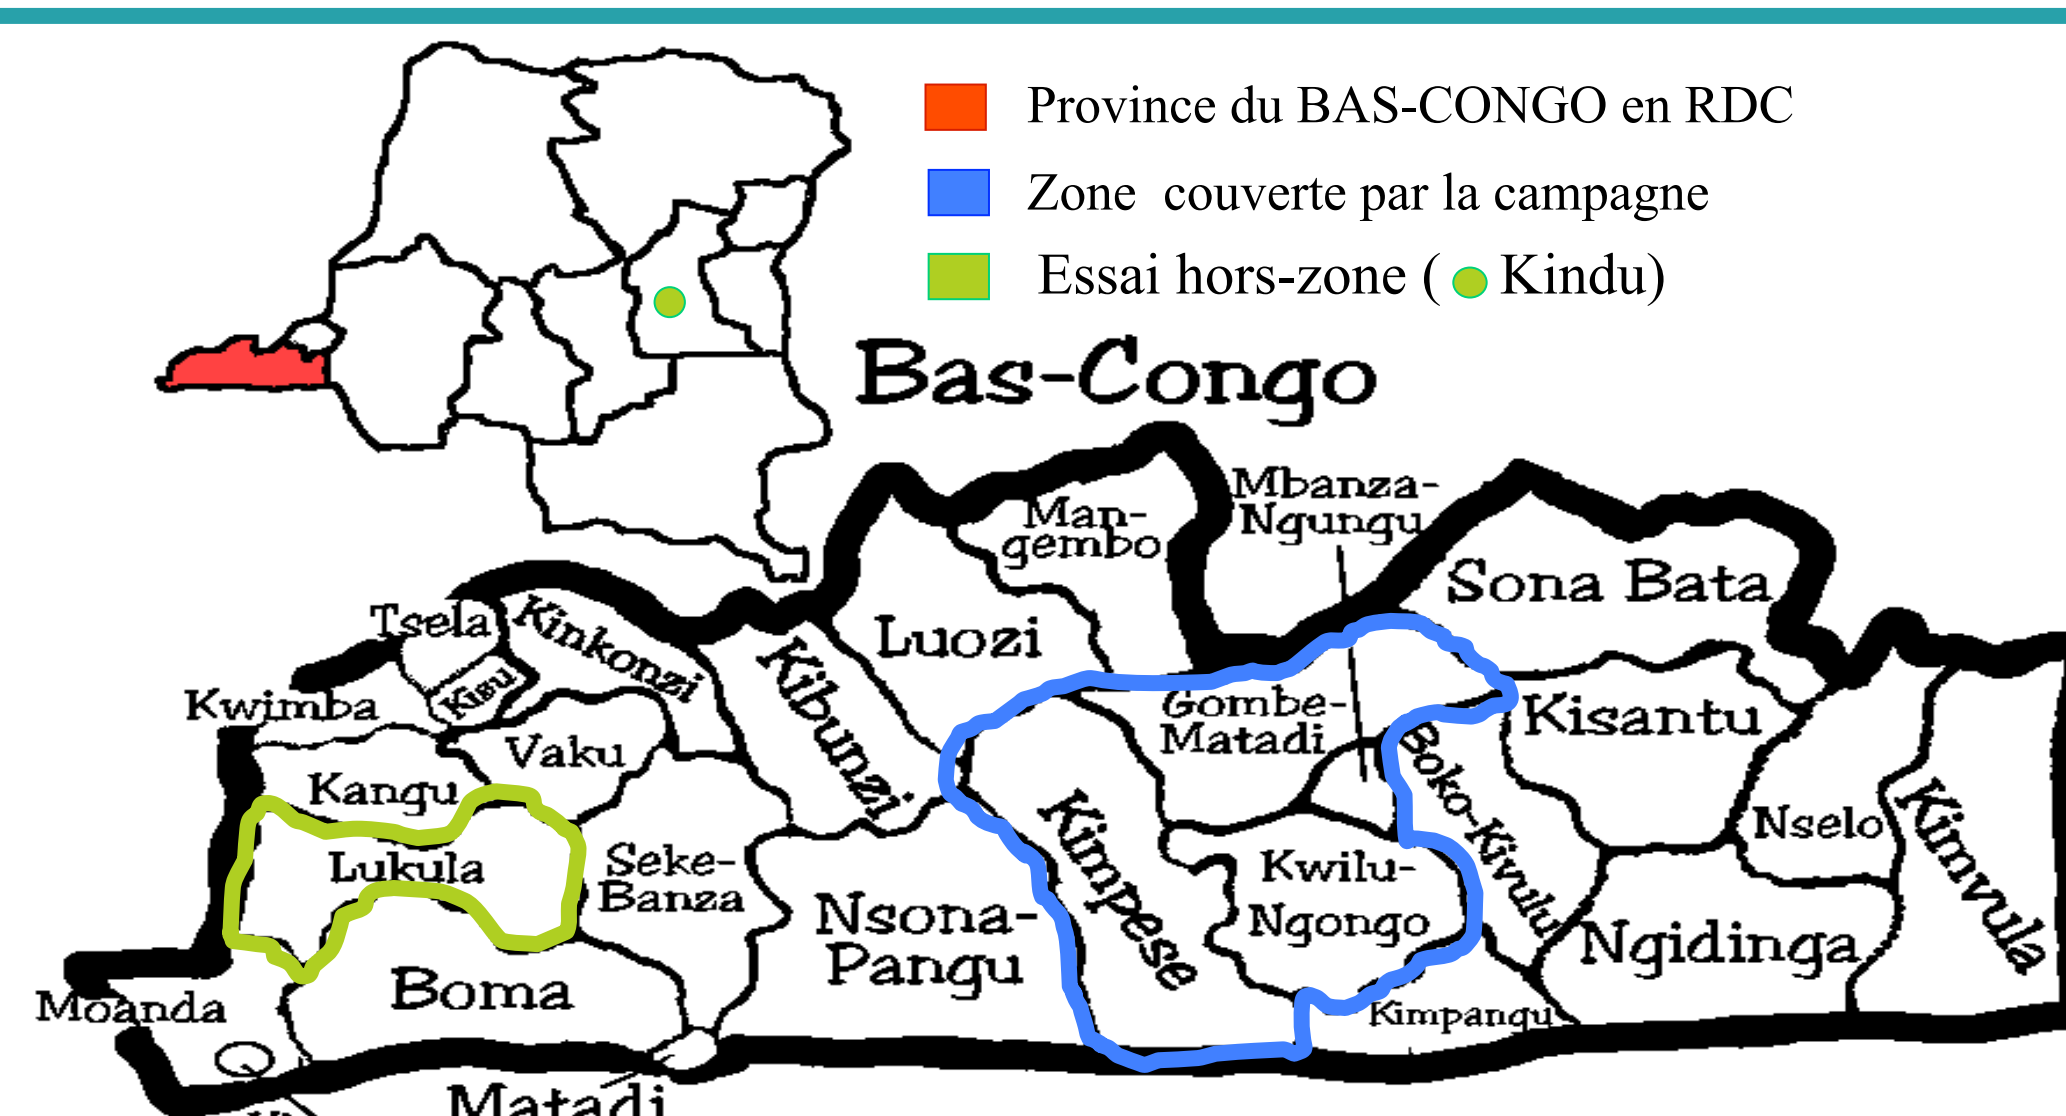 Province du BAS-CONGO en RDC
Zone couverte par la campagne
Essai hors-zone ( Kindu)
Bas-Congo
Mbanza-
Ngungu
Man-
gembo
Sona Bata
Tsela
Kinkonzi
Luozi
Kisu
Kwimba
Kibunzi
Gombe-
Matadi
Kisantu
Vaku
Kangu
Boko-Kivulu
Kimpese
Nselo
Kimvula
Lukula
Seke-
Banza
Kwilu-
Ngongo
Nsona-
Pangu
Ngidinga
Boma
Moanda
Kimpangu
Matadi